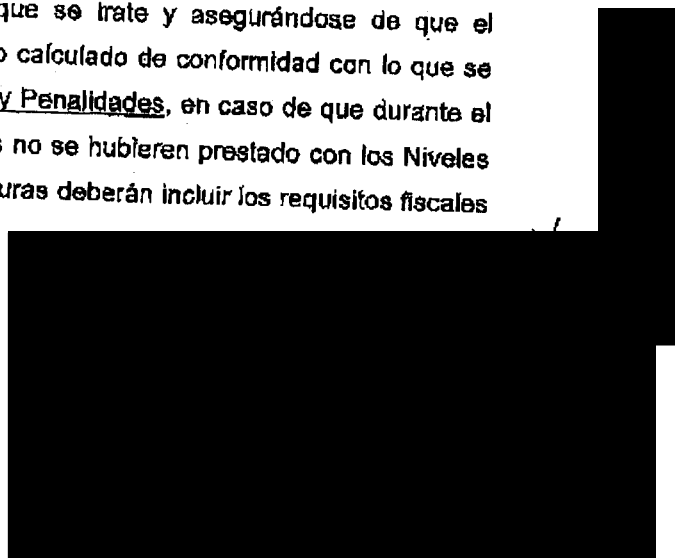 que se trate y asegurándose de que el
o calculado de conformidad con lo que se
y Penalidades, en caso de que durante el
s no se hubieren prestado con los Niveles
uras deberán incluir los requisitos fiscales